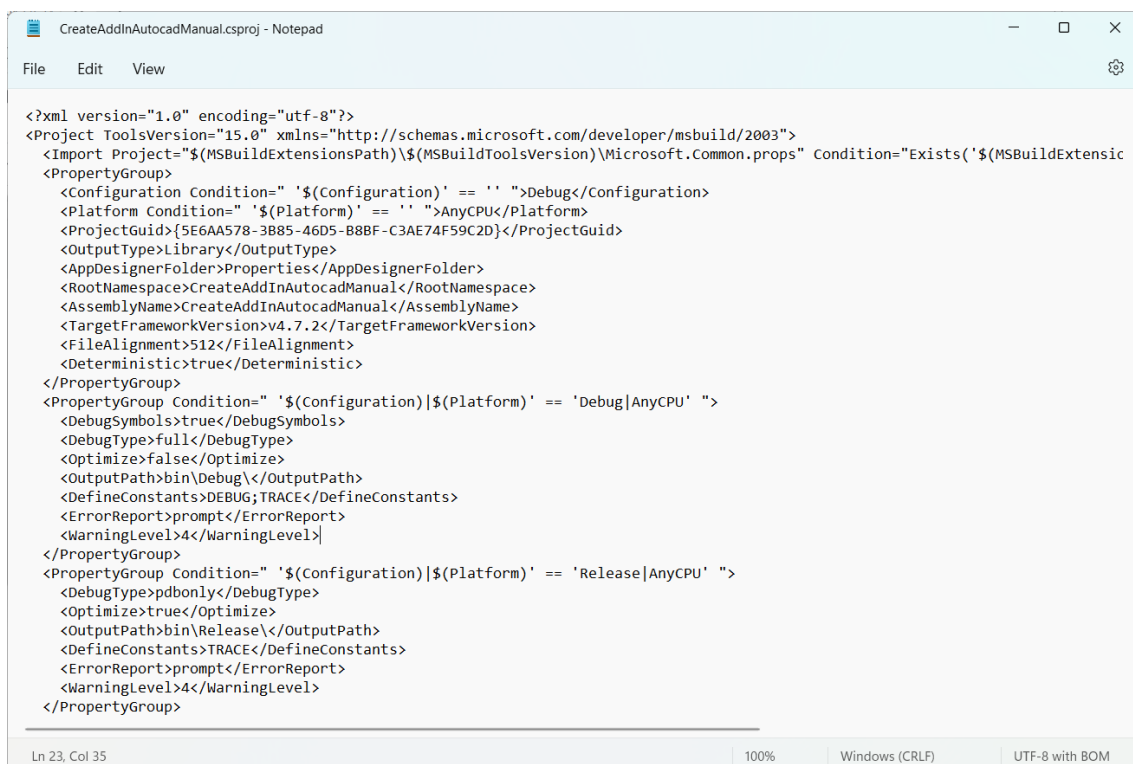 CreateAddInAutocadManual.csproj - Notepad
File Edit View
<?xml version="1.0" encoding="utf-8"?>
<Project ToolsVersion="15.0" xmlns="http://schemas.microsoft.com/developer/msbuild/2003">
  <Import Project="$(MSBuildExtensionsPath)\$(MSBuildToolsVersion)\Microsoft.Common.props" Condition="Exists('$(MSBuildExtensic
  <PropertyGroup>
    <Configuration Condition=" '$(Configuration)' == '' ">Debug</Configuration>
    <Platform Condition=" '$(Platform)' == '' ">AnyCPU</Platform>
    <ProjectGuid>{5E6AA578-3B85-46D5-B8BF-C3AE74F59C2D}</ProjectGuid>
    <OutputType>Library</OutputType>
    <AppDesignerFolder>Properties</AppDesignerFolder>
    <RootNamespace>CreateAddInAutocadManual</RootNamespace>
    <AssemblyName>CreateAddInAutocadManual</AssemblyName>
    <TargetFrameworkVersion>v4.7.2</TargetFrameworkVersion>
    <FileAlignment>512</FileAlignment>
    <Deterministic>true</Deterministic>
  </PropertyGroup>
  <PropertyGroup Condition=" '$(Configuration)|$(Platform)' == 'Debug|AnyCPU' ">
    <DebugSymbols>true</DebugSymbols>
    <DebugType>full</DebugType>
    <Optimize>false</Optimize>
    <OutputPath>bin\Debug\</OutputPath>
    <DefineConstants>DEBUG;TRACE</DefineConstants>
    <ErrorReport>prompt</ErrorReport>
    <WarningLevel>4</WarningLevel>
  </PropertyGroup>
  <PropertyGroup Condition=" '$(Configuration)|$(Platform)' == 'Release|AnyCPU' ">
    <DebugType>pdbonly</DebugType>
    <Optimize>true</Optimize>
    <OutputPath>bin\Release\</OutputPath>
    <DefineConstants>TRACE</DefineConstants>
    <ErrorReport>prompt</ErrorReport>
    <WarningLevel>4</WarningLevel>
  </PropertyGroup>
Ln 23, Col 35 100% Windows (CRLF) UTF-8 with BOM